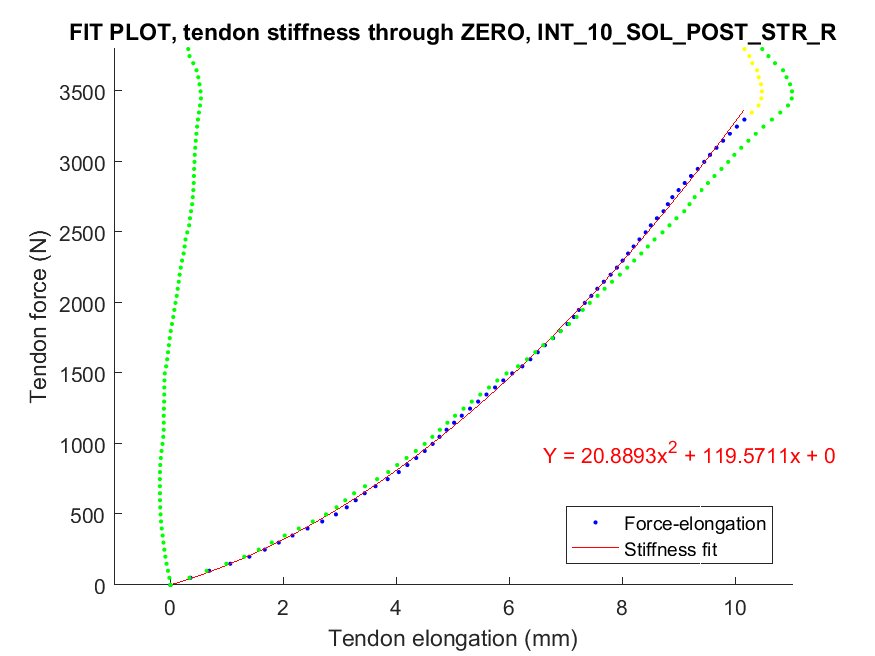 FIT PLOT, tendon stiffness through ZERO, INT_10_SOL_POST_STR_R
3500
3000
2500
2000
1500
1000
500
0
Tendon force (N)
Y = 20.8893x² + 119.5711x + 0
Force-elongation
Stiffness fit
0 2 4 6 8 10
Tendon elongation (mm)